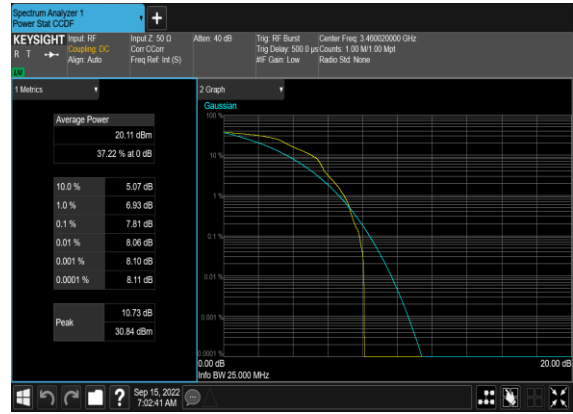 Spectrum Analyzer 1
Power Stat CCDF
KEYSIGHT
R T
LW
Input: RF
Coupling: DC
Align: Auto
Input Z: 50 Ω
Corr CCorr
Freq Ref: Int (S)
Atten: 40 dB
Trig: RF Burst
Trig Delay: 500.0 µs
#IF Gain: Low
Center Freq: 3.460020000 GHz
Counts: 1.00 M/1.00 Mpt
Radio Std: None
1 Metrics
Average Power
20.11 dBm
37.22 % at 0 dB
10.0 % 5.07 dB
1.0 % 6.93 dB
0.1 % 7.81 dB
0.01 % 8.06 dB
0.001 % 8.10 dB
0.0001 % 8.11 dB
Peak
10.73 dB
30.84 dBm
2 Graph
Gaussian
100 %
10 %
1 %
0.1 %
0.01 %
0.001 %
0.0001 %
0.00 dB
20.00 dB
Info BW 25.000 MHz
Sep 15, 2022
7:02:41 AM